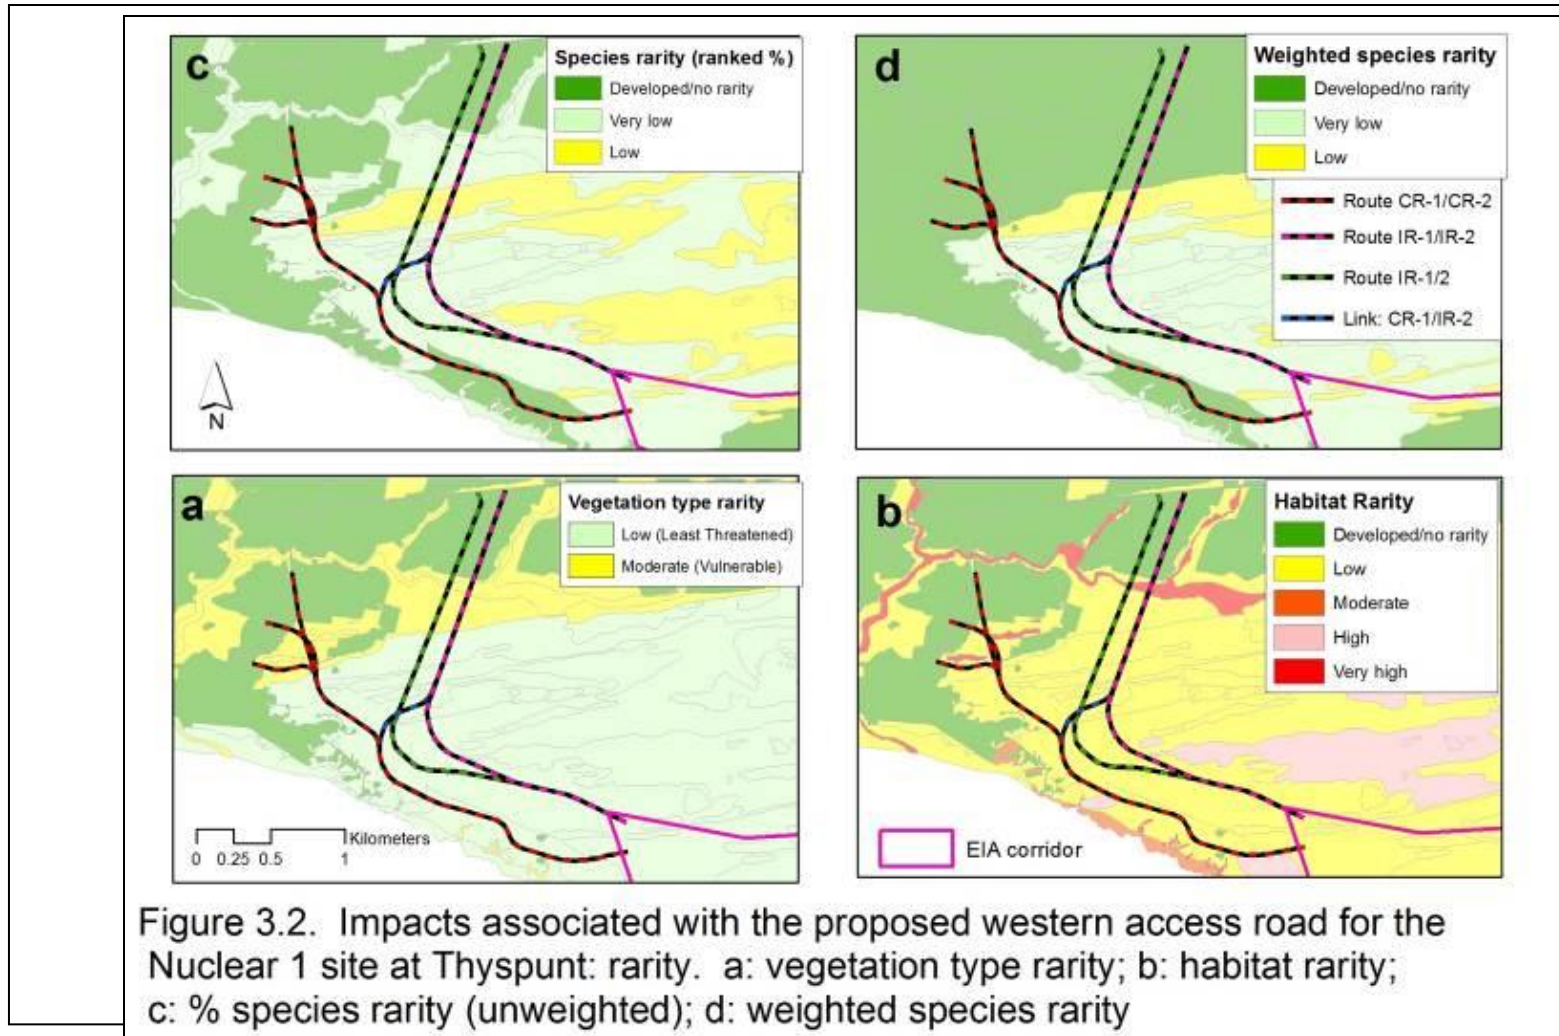 c
Species rarity (ranked %)
Developed/no rarity
Very low
Low
N
d
Weighted species rarity
Developed/no rarity
Very low
Low
Route CR-1/CR-2
Route IR-1/IR-2
Route IR-1/2
Link: CR-1/IR-2
a
Vegetation type rarity
Low (Least Threatened)
Moderate (Vulnerable)
Kilometers
0 0.25 0.5 1
b
Habitat Rarity
Developed/no rarity
Low
Moderate
High
Very high
EIA corridor
Figure 3.2. Impacts associated with the proposed western access road for the
Nuclear 1 site at Thyspunt: rarity. a: vegetation type rarity; b: habitat rarity;
c: % species rarity (unweighted); d: weighted species rarity